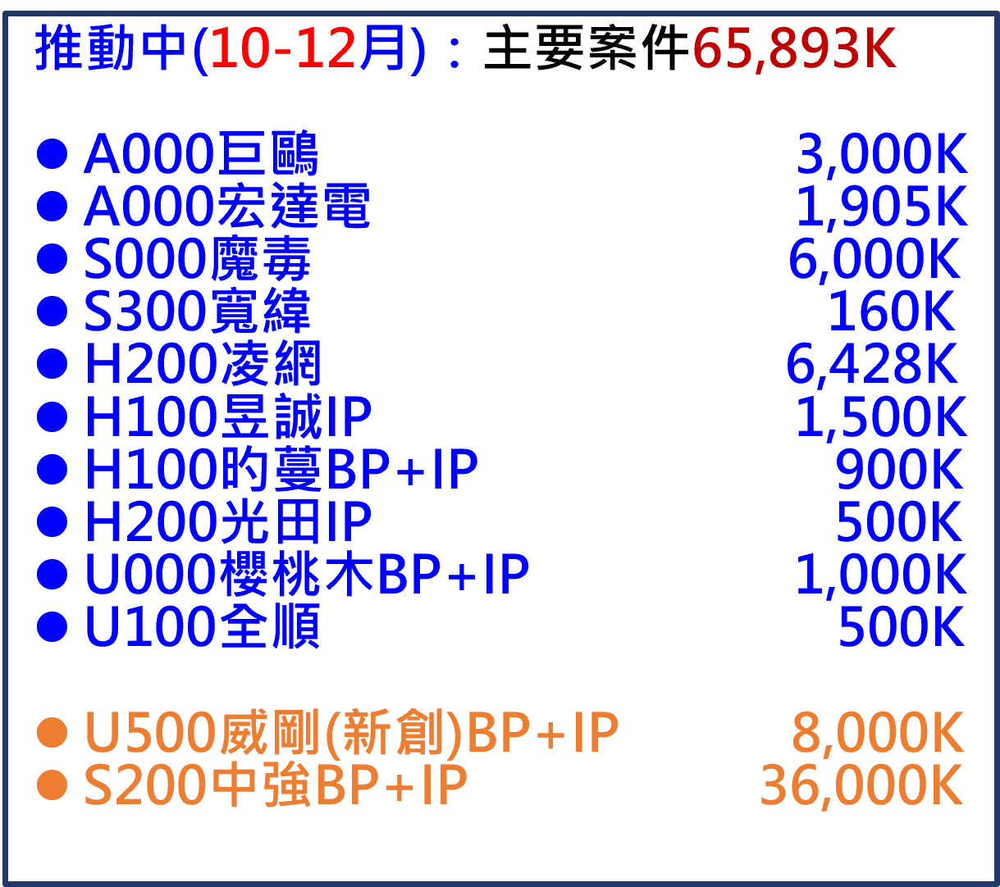 推動中(10-12月)：主要案件65,893K
● A000巨鷗 3,000K
● A000宏達電 1,905K
● S000魔毒 6,000K
● S300寬緯 160K
● H200凌網 6,428K
● H100昱誠IP 1,500K
● H100旳蔓BP+IP 900K
● H200光田IP 500K
● U000櫻桃木BP+IP 1,000K
● U100全順 500K
● U500威剛(新創)BP+IP 8,000K
● S200中強BP+IP 36,000K